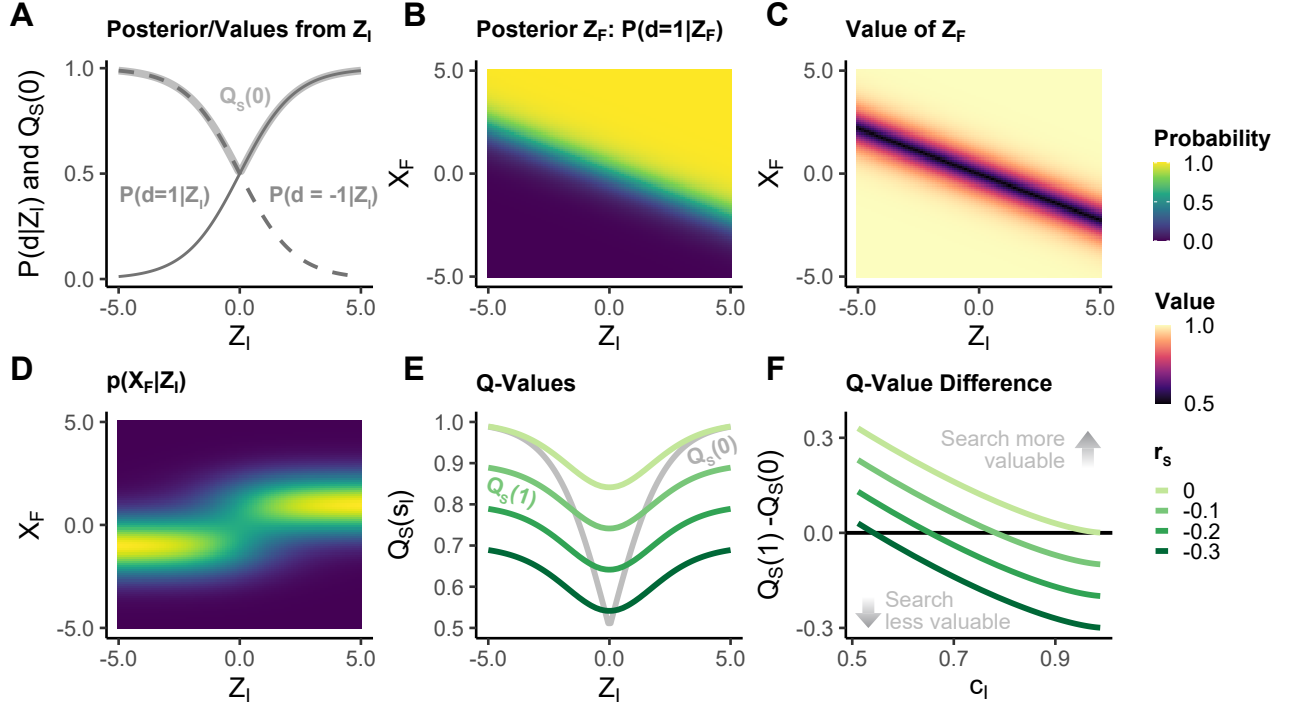 A
Posterior/Values from Z_I
P(d|Z_I) and Q_S(0)
1.0
0.5
0.0
Q_S(0)
P(d=1|Z_I)
P(d = -1|Z_I)
-5.0
0.0
5.0
Z_I
B
Posterior Z_F: P(d=1|Z_F)
X_F
5.0
0.0
-5.0
-5.0
0.0
5.0
Z_I
C
Value of Z_F
X_F
5.0
0.0
-5.0
-5.0
0.0
5.0
Z_I
Probability
1.0
0.5
0.0
Value
1.0
0.5
D
p(X_F|Z_I)
X_F
5.0
0.0
-5.0
-5.0
0.0
5.0
Z_I
E
Q-Values
Q_S(s_I)
1.0
0.9
0.8
0.7
0.6
0.5
Q_S(0)
Q_S(1)
-5.0
0.0
5.0
Z_I
F
Q-Value Difference
Q_S(1) -Q_S(0)
0.3
0.0
-0.3
Search more
valuable
Search
less valuable
0.5
0.7
0.9
c_I
r_S
0
-0.1
-0.2
-0.3